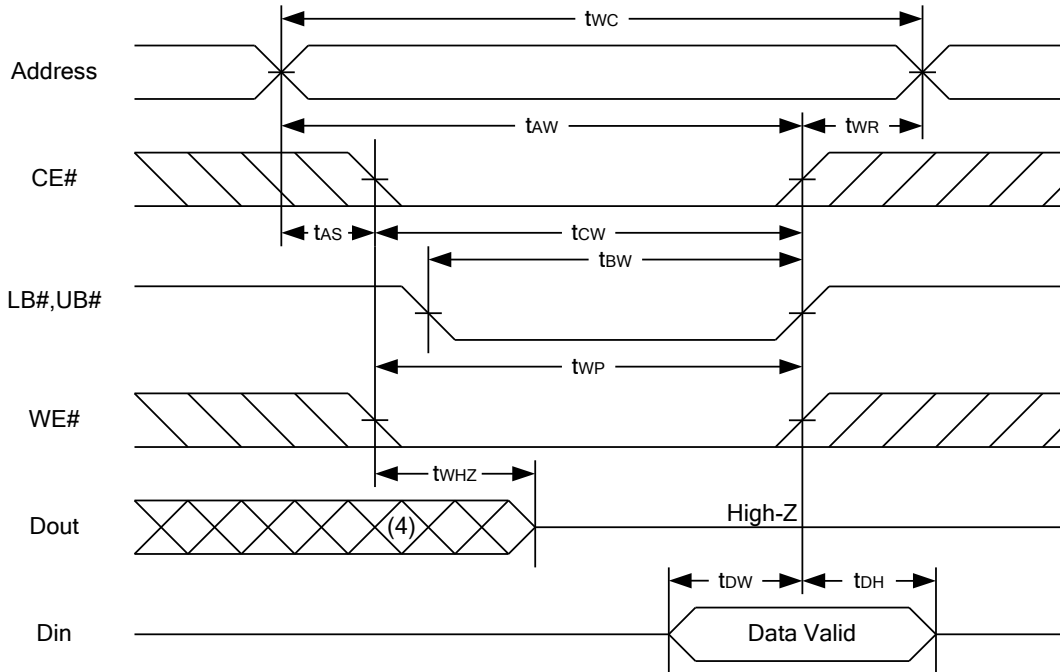 tWC
Address
tAW
tWR
CE#
tAS
tCW
tBW
LB#,UB#
tWP
WE#
tWHZ
(4)
High-Z
Dout
tDW
tDH
Din
Data Valid